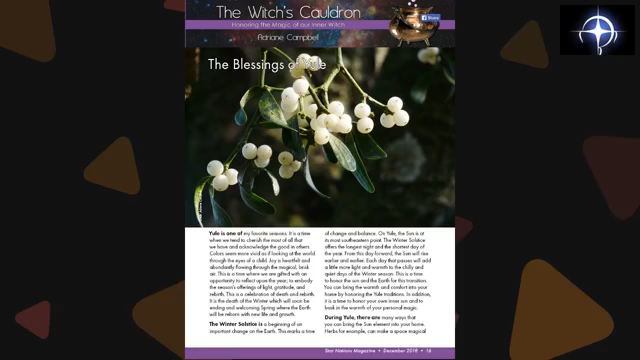 The Witch's Cauldron
Honoring the Magic of our Inner Witch
Adriane Campbell
Share
The Blessings of Yule
Yule is one of my favorite seasons. It is a time
when we tend to cherish the most of all that
we have and acknowledge the good in others.
Colors seem more vivid as if looking at the world
through the eyes of a child. Joy is heartfelt and
abundantly flowing through the magical, brisk
air. This is a time where we are gifted with an
opportunity to reflect upon the year, to embody
the season's offerings of light, gratitude, and
rebirth. This is a celebration of death and rebirth.
It is the death of the Winter which will soon be
ending and welcoming Spring where the Earth
will be reborn with new life and growth.
The Winter Solstice is a beginning of an
important change on the Earth. This marks a time
of change and balance. On Yule, the Sun is at
its most southeastern point. The Winter Solstice
offers the longest night and the shortest day of
the year. From this day forward, the Sun will rise
earlier and earlier. Each day that passes will add
a little more light and warmth to the chilly and
quiet days of the Winter season. This is a time
to honor the sun and the Earth for this transition.
You can bring the warmth and comfort into your
home by honoring the Yule traditions. In addition,
it is a time to honor your own inner sun and to
bask in the warmth of your personal magic.
During Yule, there are many ways that
you can bring the Sun element into your home.
Herbs for example, can make a space magical
Star Nations Magazine • December 2018 • 16